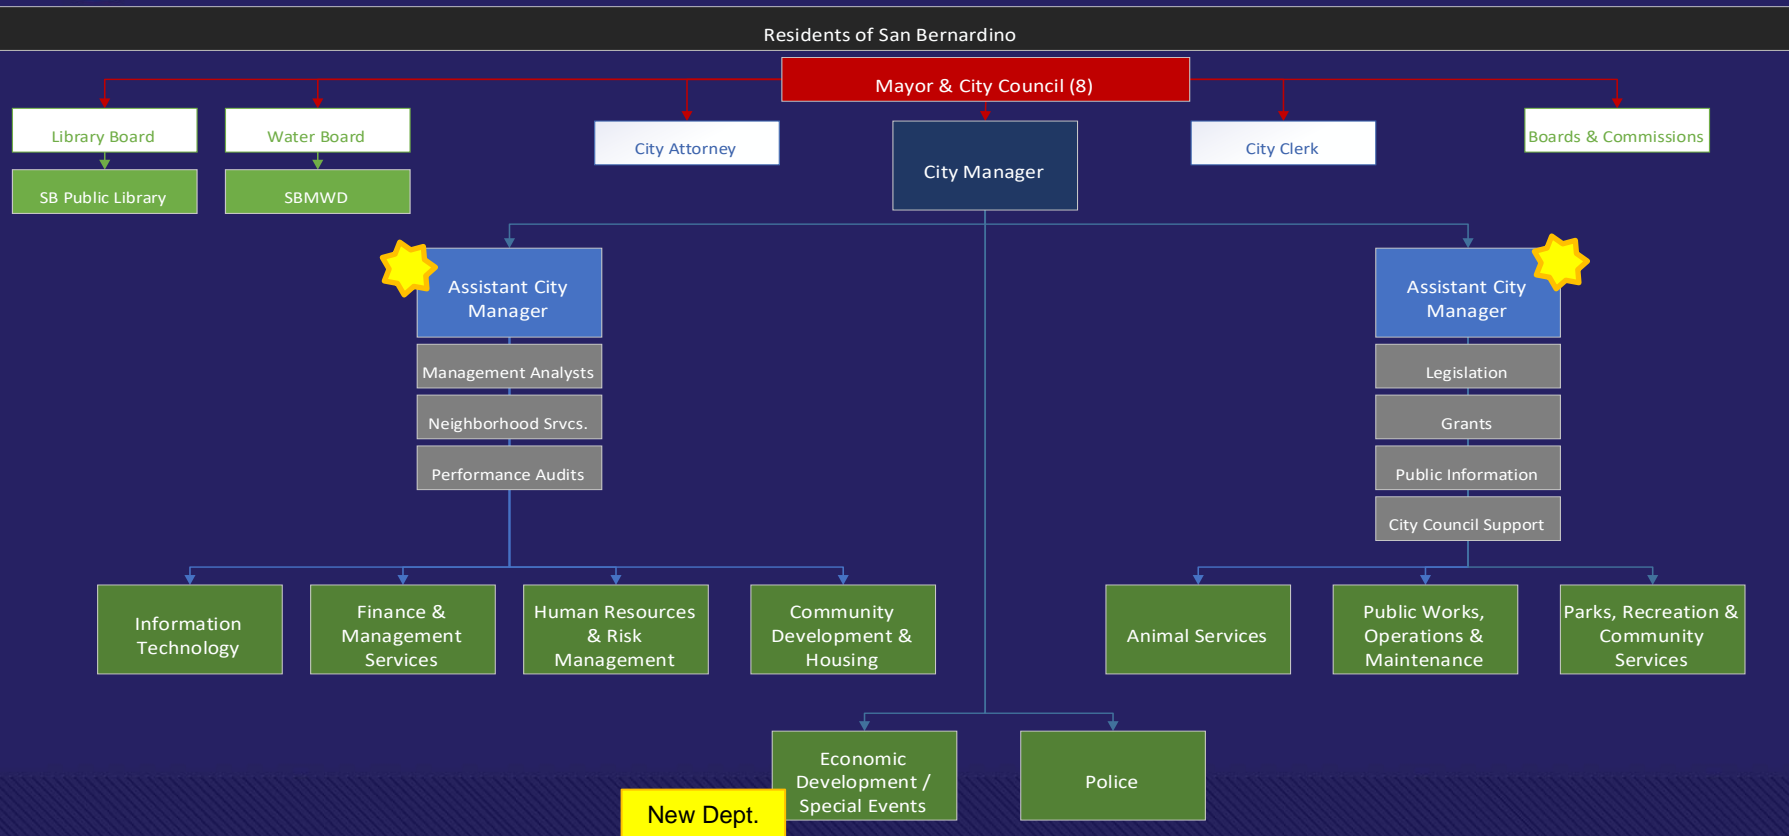 Residents of San Bernardino
Mayor & City Council (8)
Library Board
Water Board
City Attorney
City Manager
City Clerk
Boards & Commissions
SB Public Library
SBMWD
Assistant City
Manager
Management Analysts
Neighborhood Srvcs.
Performance Audits
Assistant City
Manager
Legislation
Grants
Public Information
City Council Support
Information
Technology
Finance &
Management
Services
Human Resources
& Risk
Management
Community
Development &
Housing
Animal Services
Public Works,
Operations &
Maintenance
Parks, Recreation &
Community
Services
Economic
Development /
Special Events
Police
New Dept.